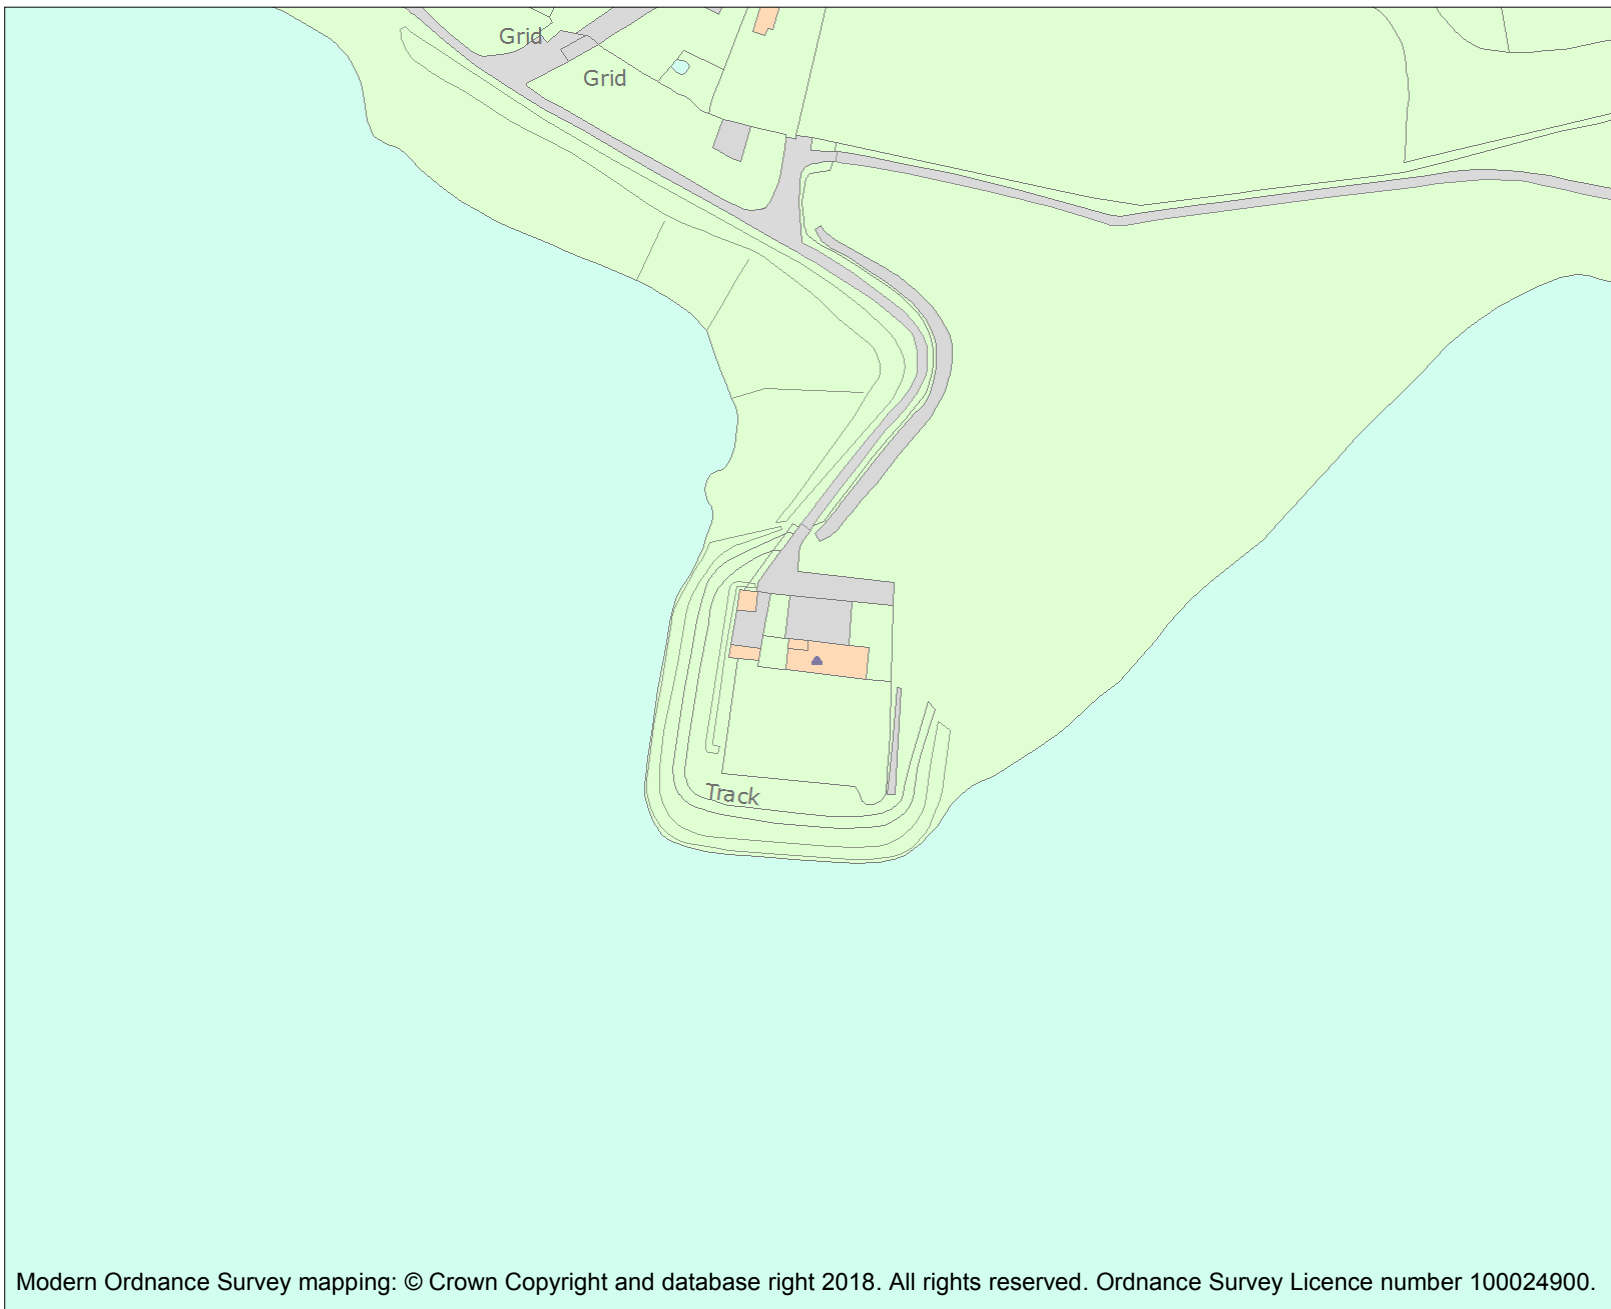 Grid
Grid
Track
Modern Ordnance Survey mapping: © Crown Copyright and database right 2018. All rights reserved. Ordnance Survey Licence number 100024900.